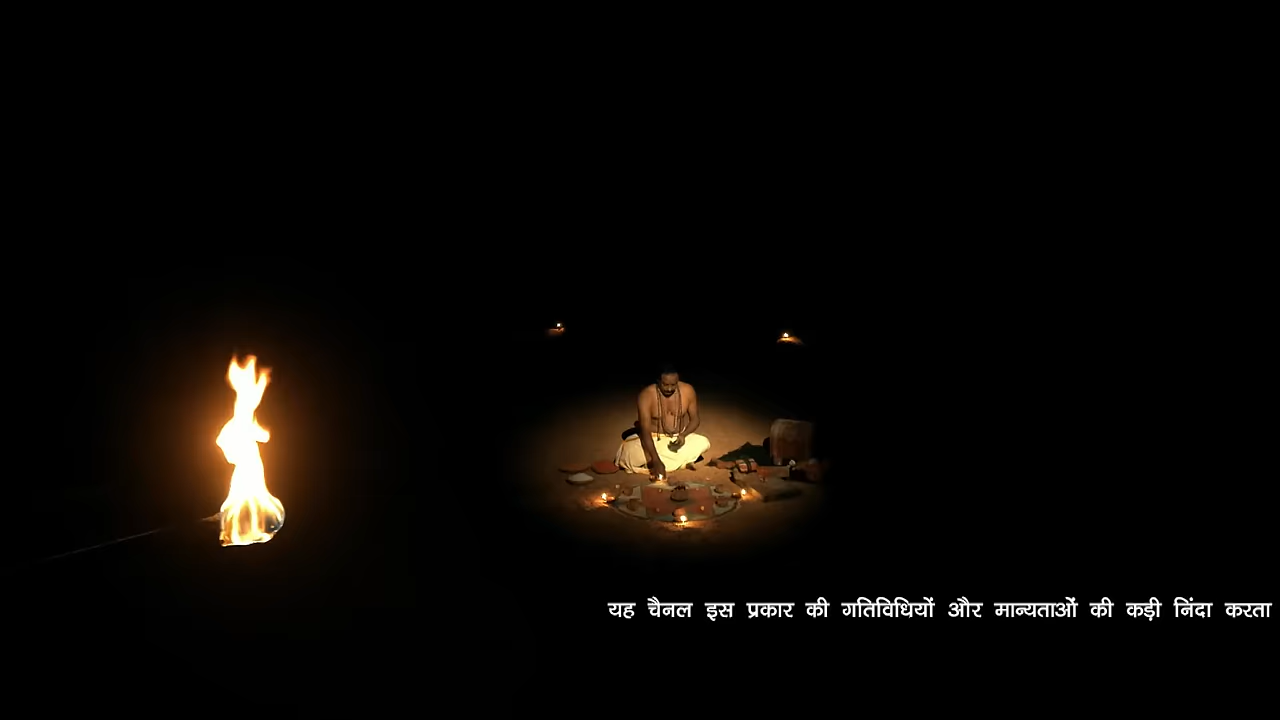 यह चैनल इस प्रकार की गतिविधियों और मान्यताओं की कड़ी निंदा करता